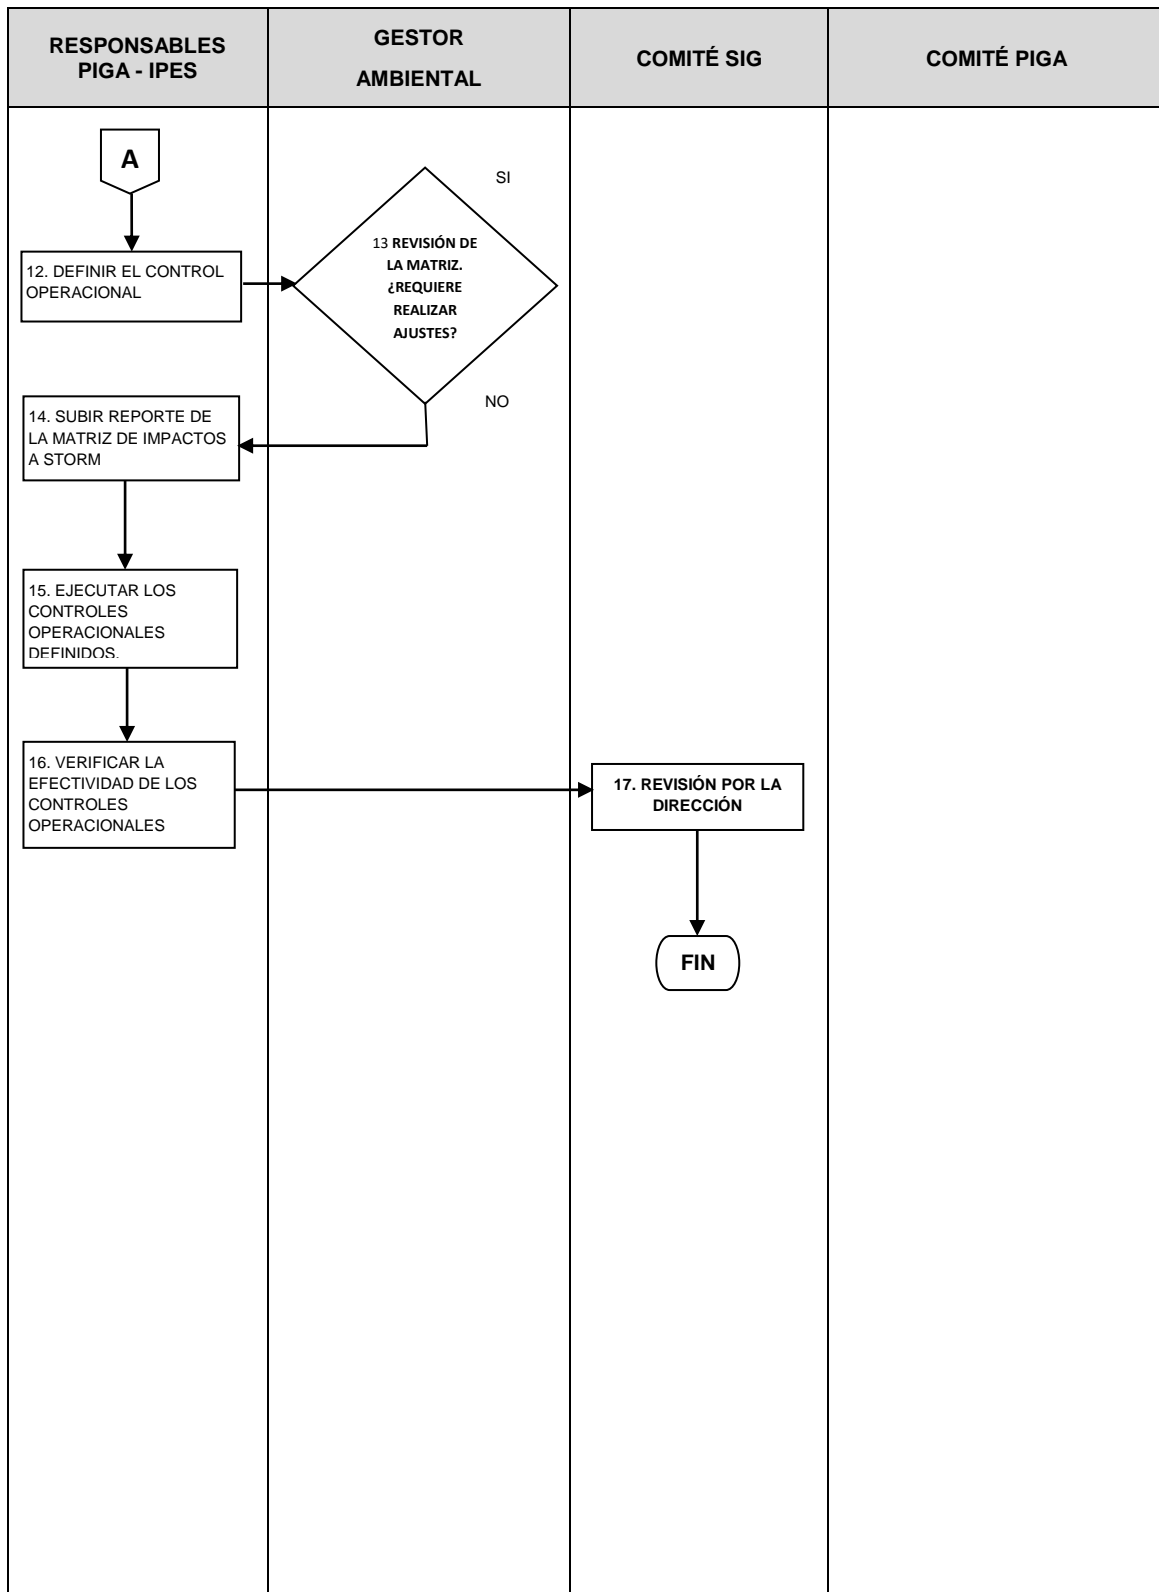 RESPONSABLES
PIGA - IPES
GESTOR
AMBIENTAL
COMITÉ SIG
COMITÉ PIGA
A
SI
12. DEFINIR EL CONTROL
OPERACIONAL
13 REVISIÓN DE
LA MATRIZ.
¿REQUIERE
REALIZAR
AJUSTES?
NO
14. SUBIR REPORTE DE
LA MATRIZ DE IMPACTOS
A STORM
15. EJECUTAR LOS
CONTROLES
OPERACIONALES
DEFINIDOS.
16. VERIFICAR LA
EFECTIVIDAD DE LOS
CONTROLES
OPERACIONALES
17. REVISIÓN POR LA
DIRECCIÓN
FIN